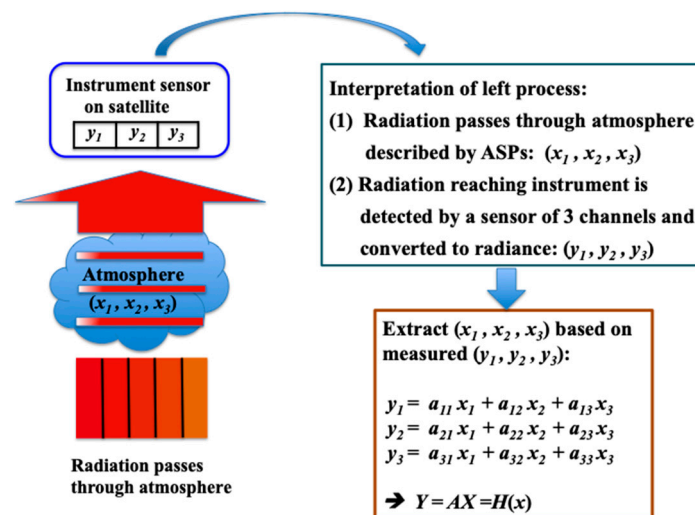 Instrument sensor
on satellite
y1 y2 y3
Atmosphere
(x1, x2, x3)
Radiation passes
through atmosphere
Interpretation of left process:
(1) Radiation passes through atmosphere
described by ASPs: (x1, x2, x3)
(2) Radiation reaching instrument is
detected by a sensor of 3 channels and
converted to radiance: (y1, y2, y3)
Extract (x1, x2, x3) based on
measured (y1, y2, y3):
y1 = a11 x1 + a12 x2 + a13 x3
y2 = a21 x1 + a22 x2 + a23 x3
y3 = a31 x1 + a32 x2 + a33 x3
➔ Y = AX = H(x)